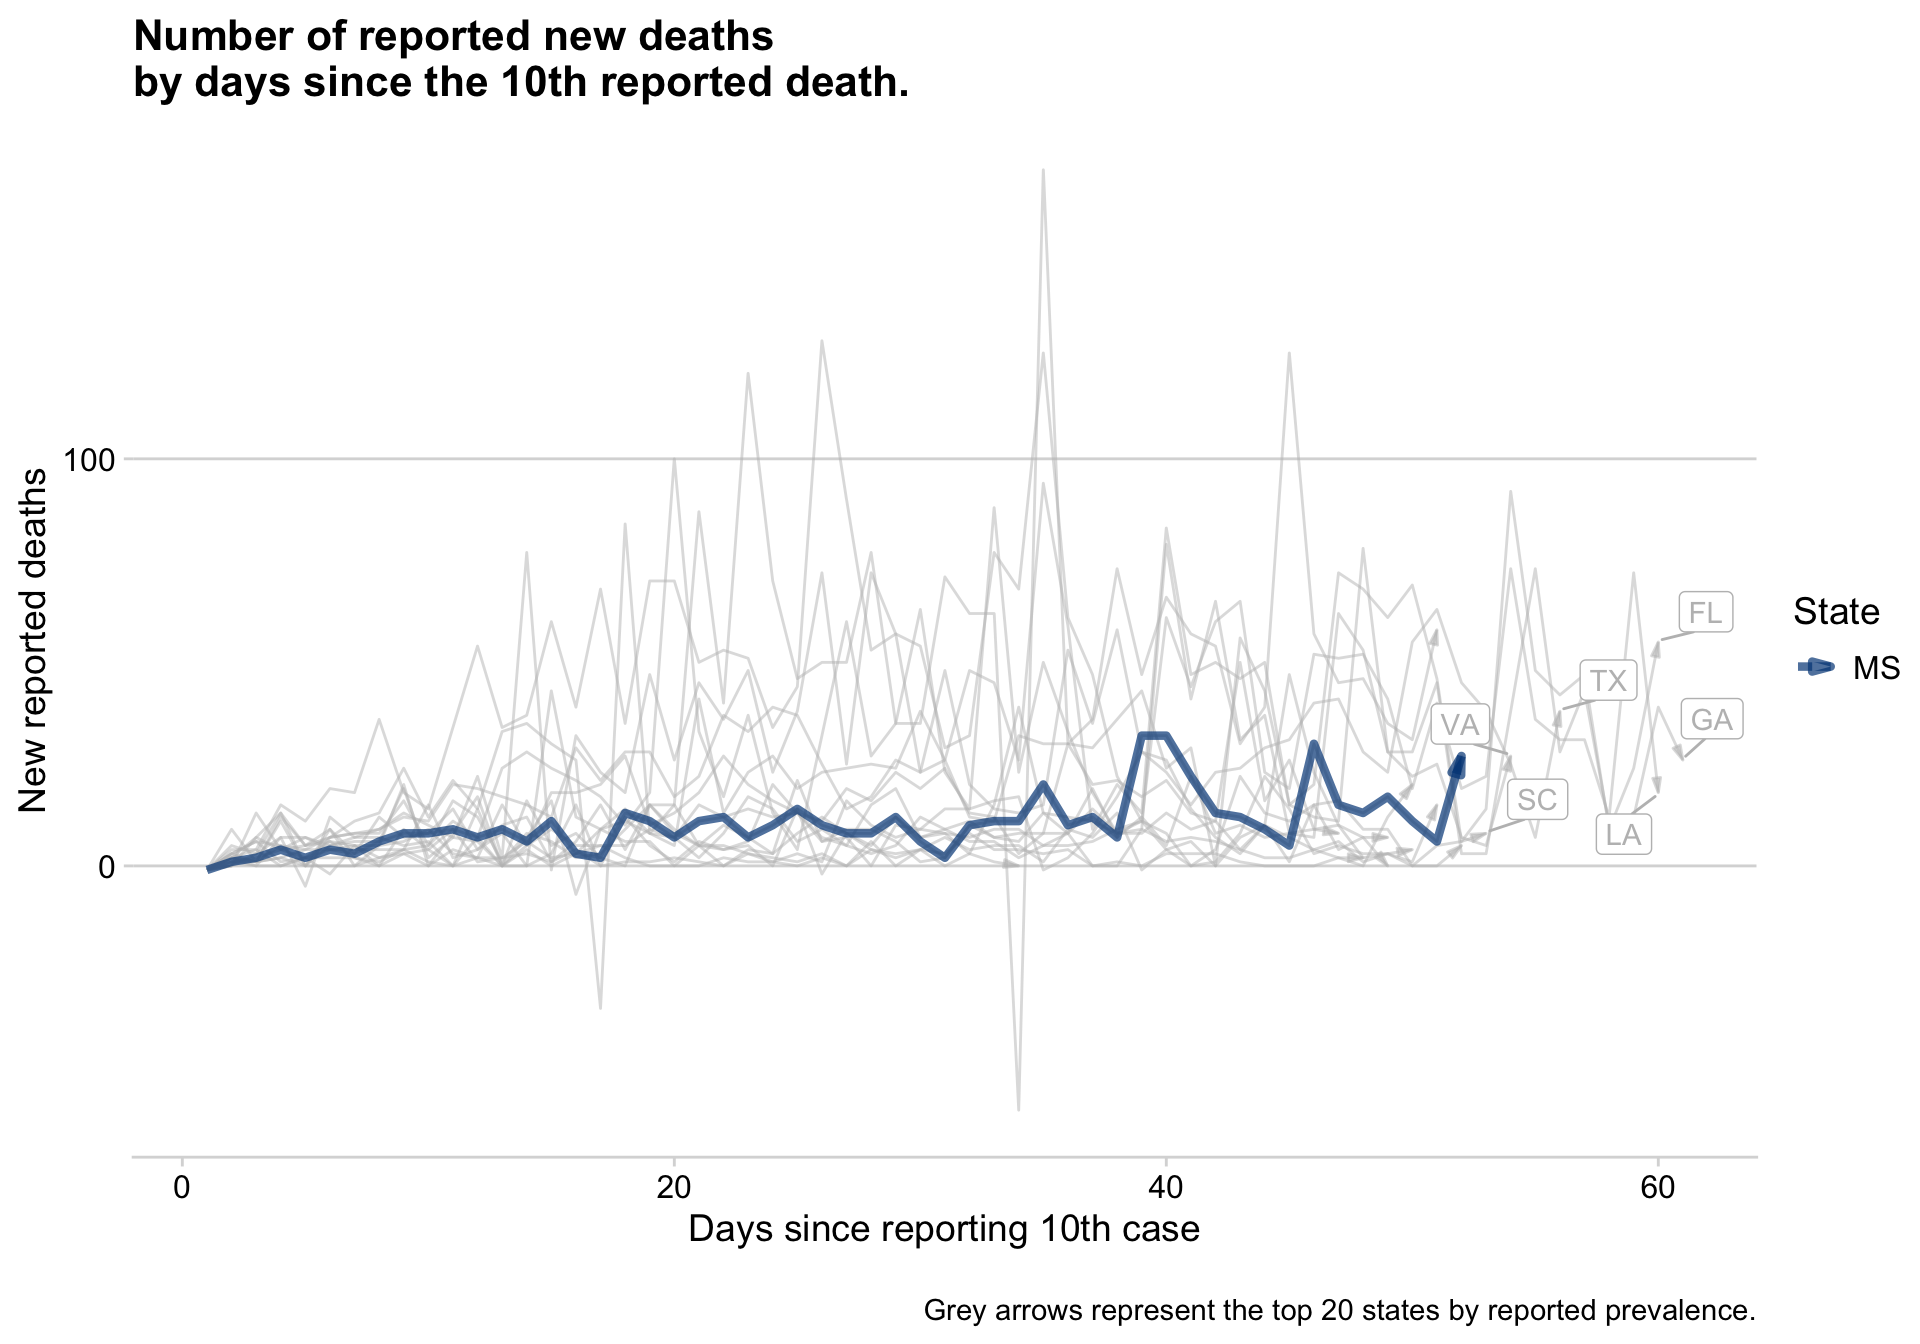 Number of reported new deaths
by days since the 10th reported death.
New reported deaths
100
0
FL
TX
GA
VA
SC
LA
State
MS
0 20 40 60
Days since reporting 10th case
Grey arrows represent the top 20 states by reported prevalence.